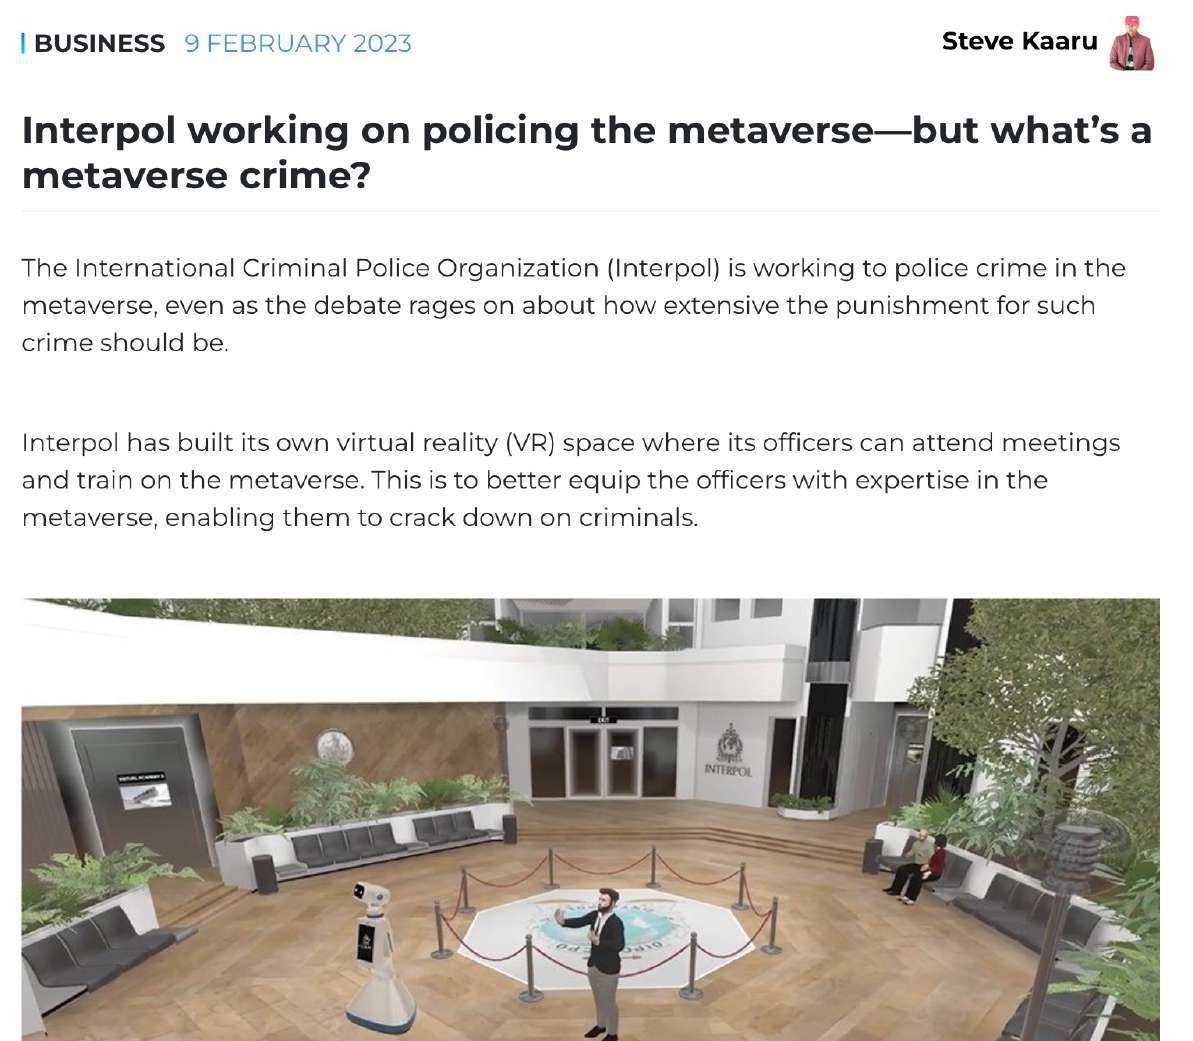 BUSINESS 9 FEBRUARY 2023
Steve Kaaru
Interpol working on policing the metaverse—but what's a
metaverse crime?
The International Criminal Police Organization (Interpol) is working to police crime in the
metaverse, even as the debate rages on about how extensive the punishment for such
crime should be.
Interpol has built its own virtual reality (VR) space where its officers can attend meetings
and train on the metaverse. This is to better equip the officers with expertise in the
metaverse, enabling them to crack down on criminals.
EXIT
INTERPOL